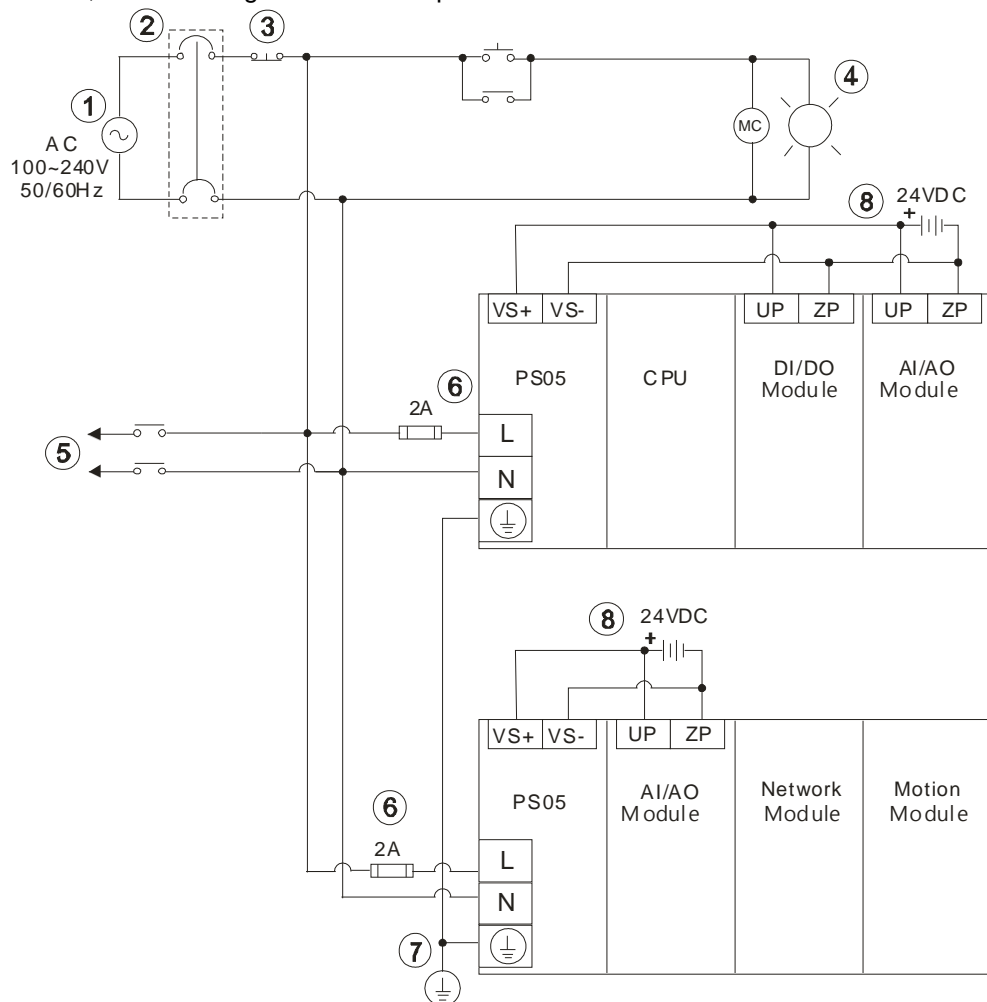 ②
③
①
AC
100~240V
50/60Hz
MC
④
⑧
24VDC
+
VS+ VS-
UP ZP
UP ZP
PS05
CPU
DI/DO
Module
AI/AO
Module
⑥
2A
L
N
⑤
⑧
24VDC
+
VS+ VS-
UP ZP
PS05
AI/AO
Module
Network
Module
Motion
Module
⑥
2A
L
N
⑦